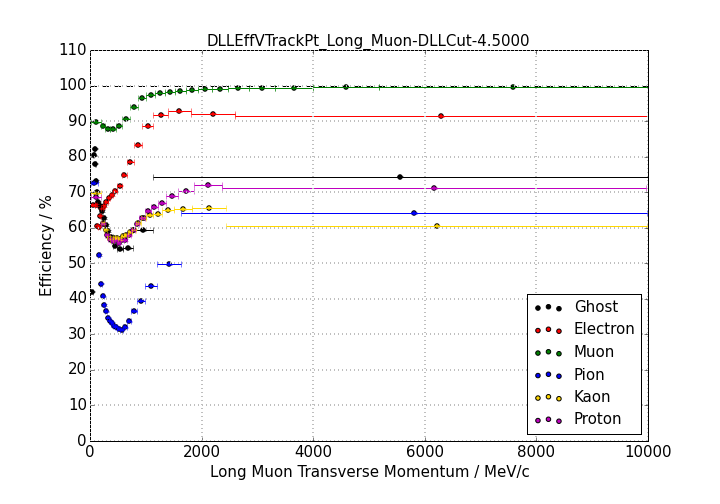 DLLEffVTrackPt_Long_Muon-DLLCut-4.5000
110
100
90
80
70
60
50
40
30
20
10
0
Efficiency / %
Ghost
Electron
Muon
Pion
Kaon
Proton
0 2000 4000 6000 8000 10000
Long Muon Transverse Momentum / MeV/c